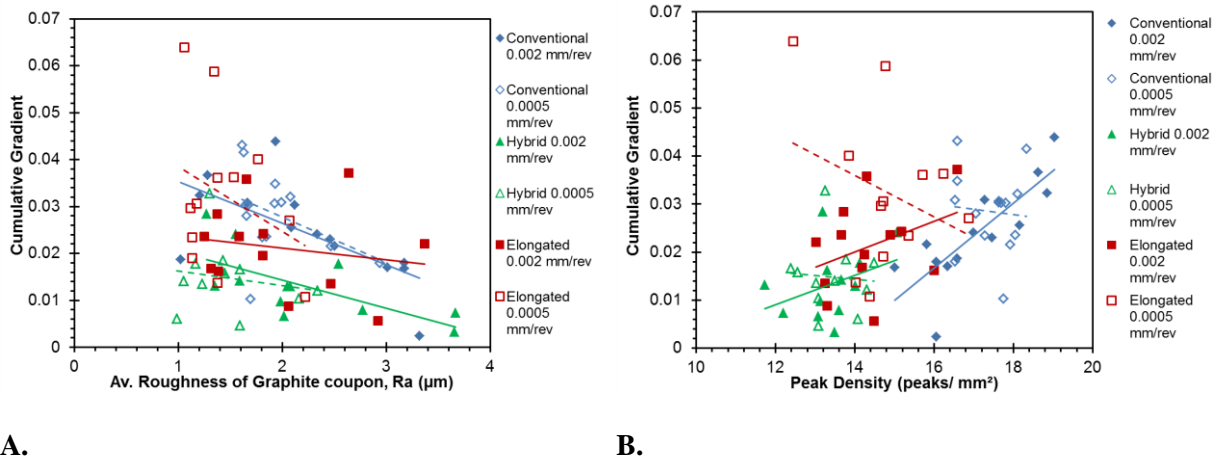 0.07
0.06
0.05
0.04
0.03
0.02
0.01
0
Cumulative Gradient
0 1 2 3 4
Av. Roughness of Graphite coupon, Ra (µm)
Conventional
0.002 mm/rev
Conventional
0.0005
mm/rev
Hybrid 0.002
mm/rev
Hybrid 0.0005
mm/rev
Elongated
0.002 mm/rev
Elongated
0.0005 mm/rev
A.
0.07
0.06
0.05
0.04
0.03
0.02
0.01
0
Cumulative Gradient
10 12 14 16 18 20
Peak Density (peaks/ mm²)
Conventional
0.002
mm/rev
Conventional
0.0005
mm/rev
Hybrid 0.002
mm/rev
Hybrid
0.0005
mm/rev
Elongated
0.002
mm/rev
Elongated
0.0005
mm/rev
B.